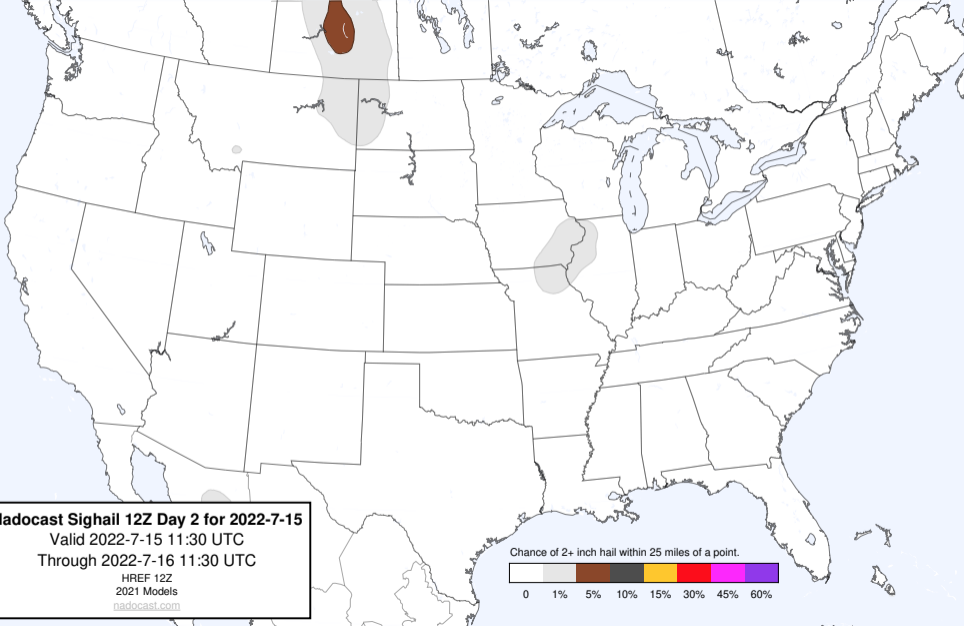 adocast Sighail 12Z Day 2 for 2022-7-15
Valid 2022-7-15 11:30 UTC
Through 2022-7-16 11:30 UTC
HREF 12Z
2021 Models
nadocast.com
Chance of 2+ inch hail within 25 miles of a point.
0 1% 5% 10% 15% 30% 45% 60%